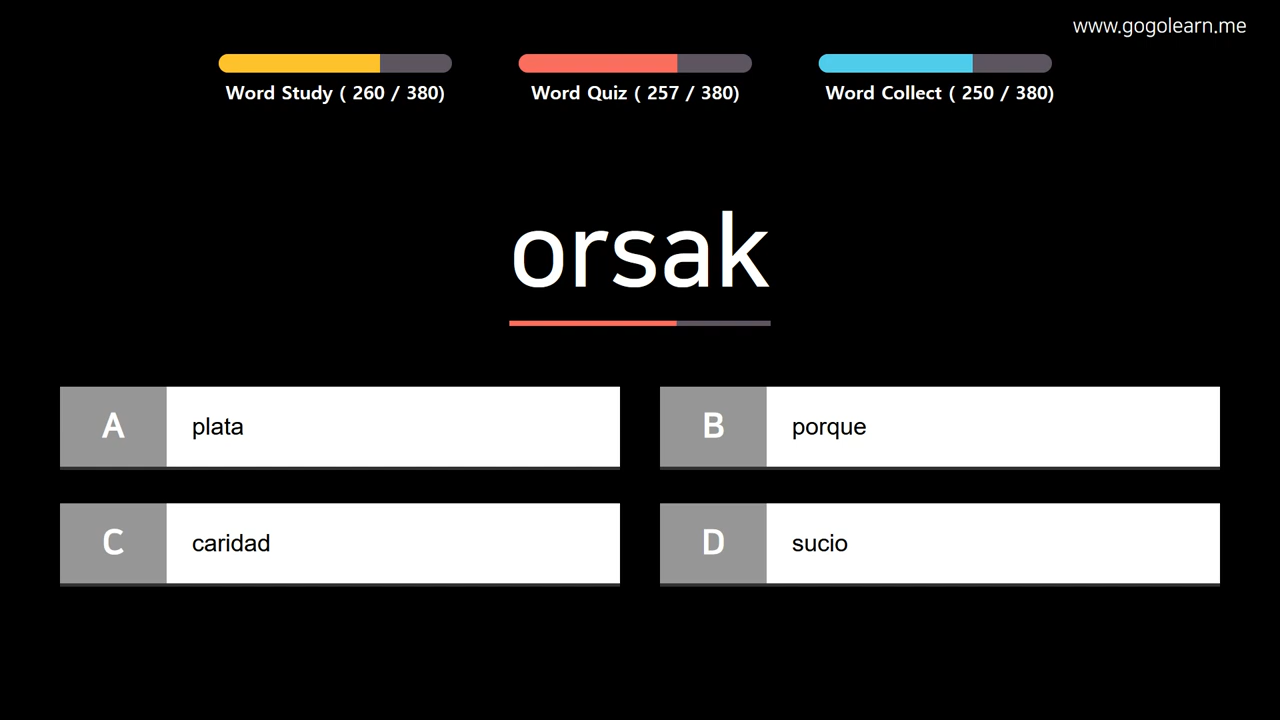 www.gogolearn.me
Word Study ( 260 / 380)
Word Quiz ( 257 / 380)
Word Collect ( 250 / 380)
orsak
A plata
B porque
C caridad
D sucio